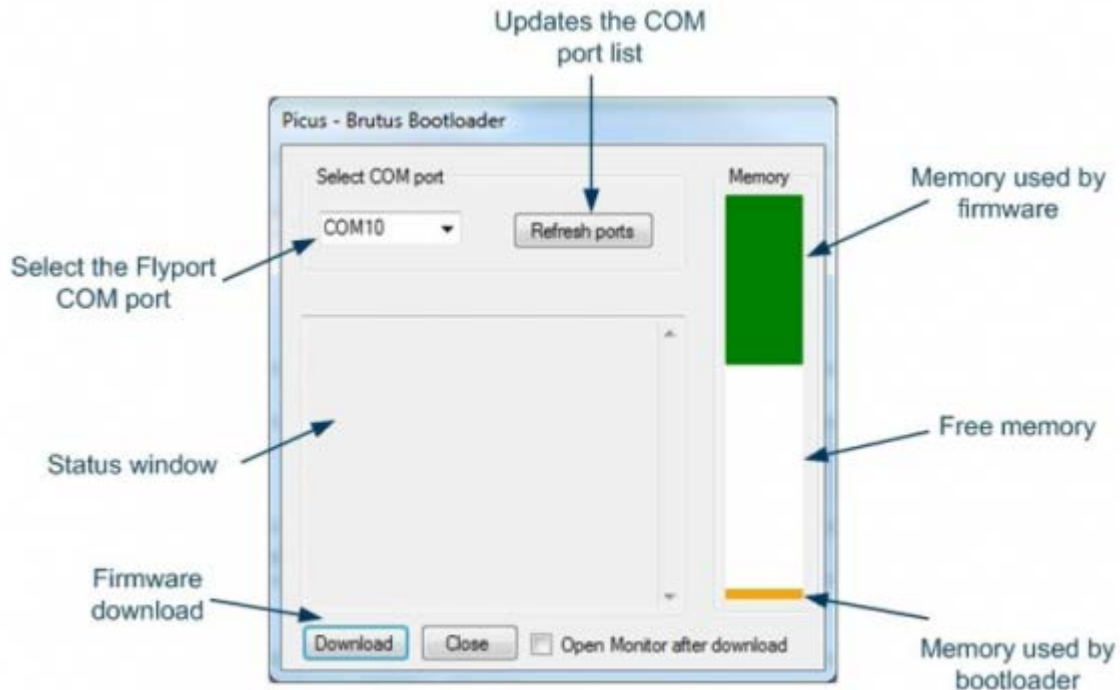 Updates the COM
port list
Picus - Brutus Bootloader
Select COM port
Memory
COM10
Refresh ports
Memory used by
firmware
Select the Flyport
COM port
Free memory
Status window
Firmware
download
Download
Close
Open Monitor after download
Memory used by
bootloader